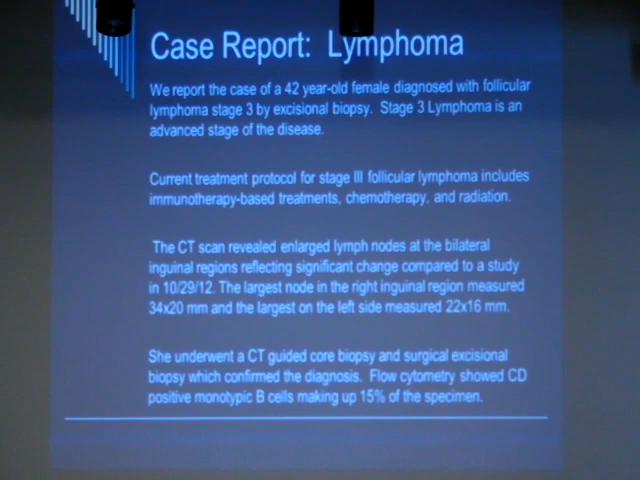 Case Report: Lymphoma
We report the case of a 42 year-old female diagnosed with follicular
lymphoma stage 3 by excisional biopsy. Stage 3 Lymphoma is an
advanced stage of the disease.
Current treatment protocol for stage III follicular lymphoma includes
immunotherapy-based treatments, chemotherapy, and radiation.
The CT scan revealed enlarged lymph nodes at the bilateral
inguinal regions reflecting significant change compared to a study
in 10/29/12. The largest node in the right inguinal region measured
34x20 mm and the largest on the left side measured 22x16 mm.
She underwent a CT guided core biopsy and surgical excisional
biopsy which confirmed the diagnosis. Flow cytometry showed CD
positive monotypic B cells making up 15% of the specimen.